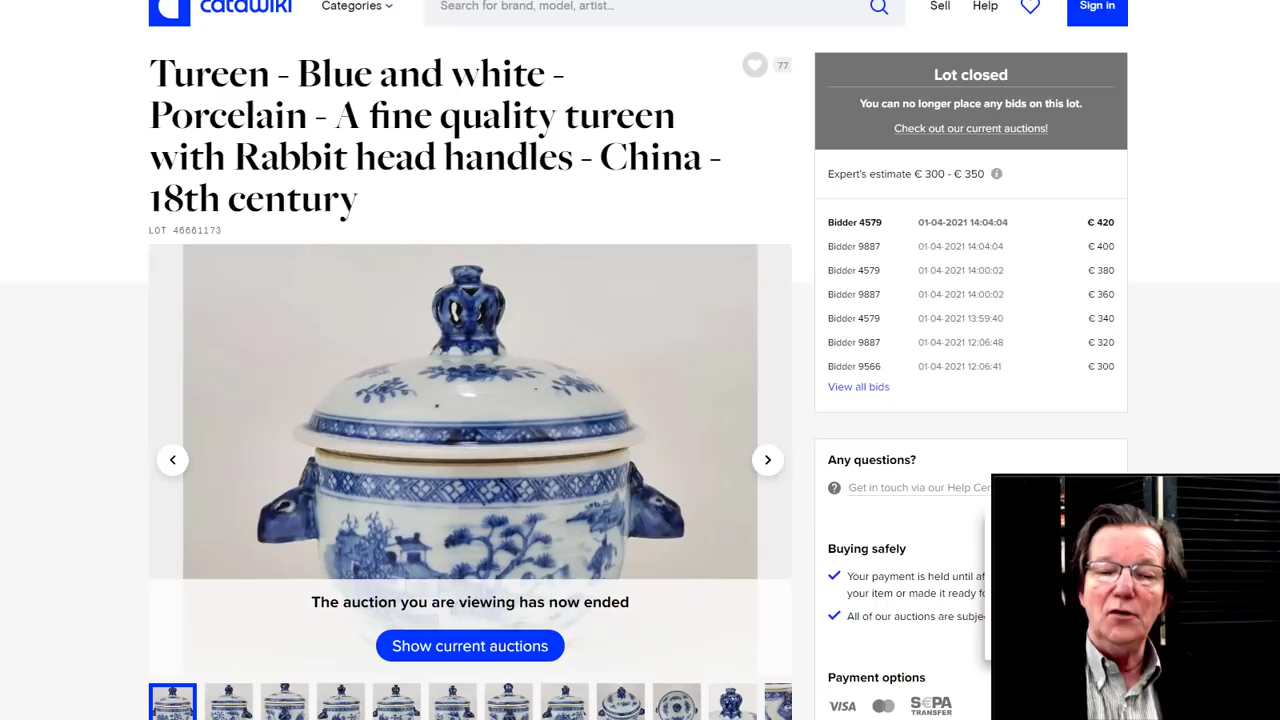 catawiki
Categories
Search for brand, model, artist...
Sell
Help
Sign in
Tureen - Blue and white -
Porcelain - A fine quality tureen
with Rabbit head handles - China -
18th century
77
LOT 46661173
Lot closed
You can no longer place any bids on this lot.
Check out our current auctions!
Expert's estimate € 300 - € 350
Bidder 4579 01-04-2021 14:04:04 € 420
Bidder 9887 01-04-2021 14:04:04 € 400
Bidder 4579 01-04-2021 14:00:02 € 380
Bidder 9887 01-04-2021 14:00:02 € 360
Bidder 4579 01-04-2021 13:59:40 € 340
Bidder 9887 01-04-2021 12:06:48 € 320
Bidder 9566 01-04-2021 12:06:41 € 300
View all bids
The auction you are viewing has now ended
Show current auctions
Any questions?
Get in touch via our Help Cen
Buying safely
Your payment is held until af
your item or made it ready fo
All of our auctions are subje
Payment options
VISA
SEPA
TRANSFER